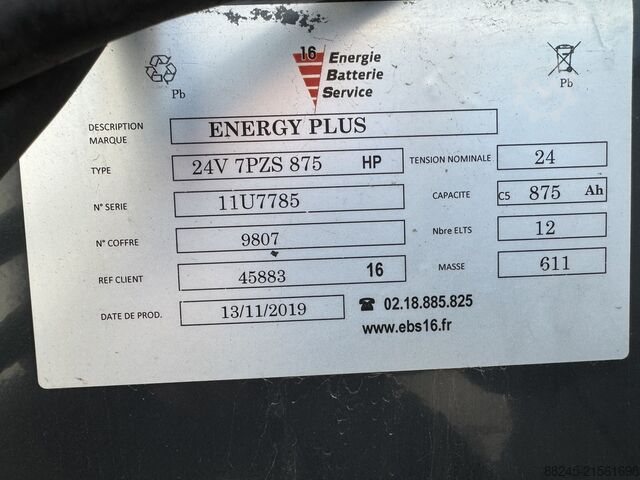 16 Energie
Batterie
Service
Pb
Pb
DESCRIPTION
MARQUE
ENERGY PLUS
TYPE 24V 7PZS 875 HP TENSION NOMINALE 24
N° SERIE 11U7785 CAPACITE C5 875 Ah
N° COFFRE 9807 Nbre ELTS 12
REF CLIENT 45883 16 MASSE 611
DATE DE PROD. 13/11/2019 ☎ 02.18.885.825
www.ebs16.fr
88245-21561696